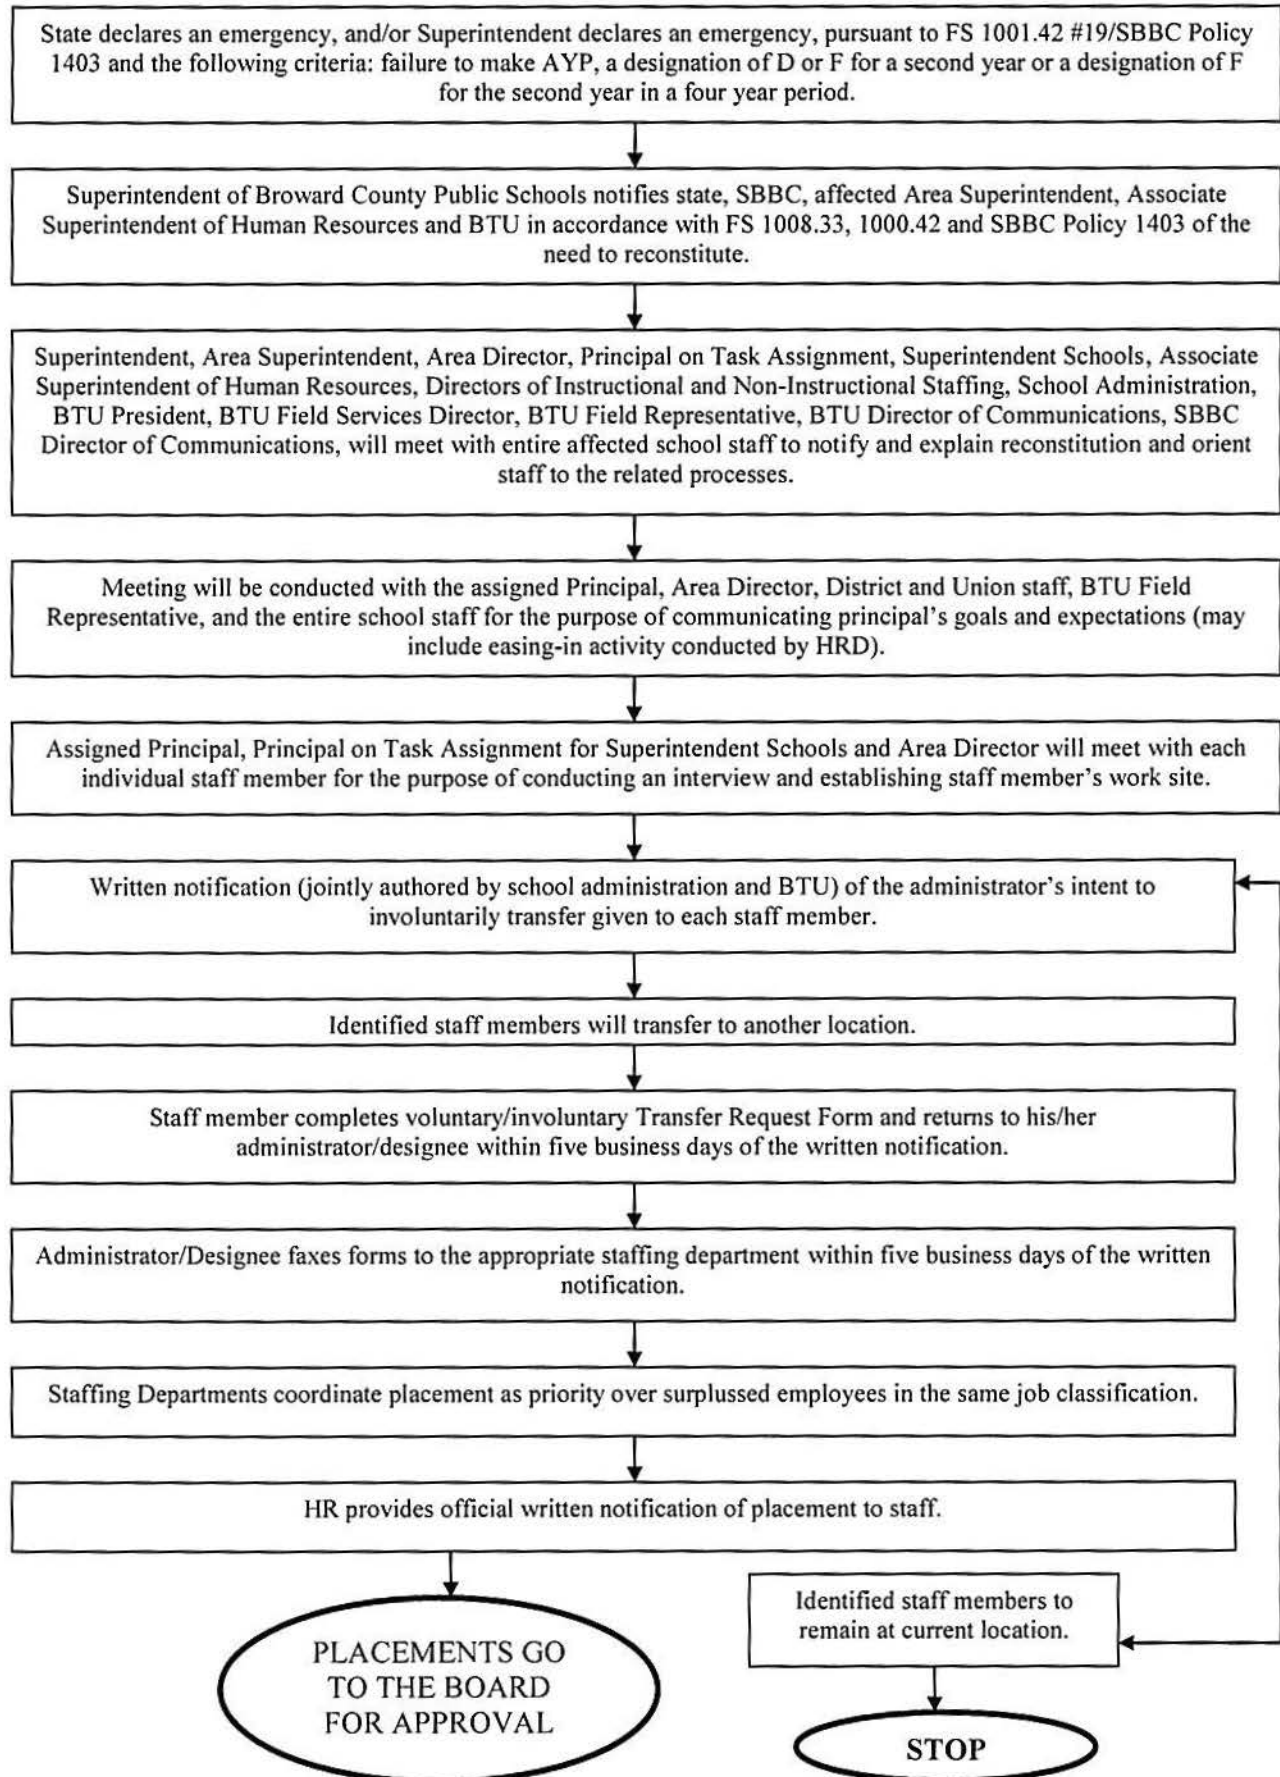 State declares an emergency, and/or Superintendent declares an emergency, pursuant to FS 1001.42 #19/SBBC Policy
1403 and the following criteria: failure to make AYP, a designation of D or F for a second year or a designation of F
for the second year in a four year period.
Superintendent of Broward County Public Schools notifies state, SBBC, affected Area Superintendent, Associate
Superintendent of Human Resources and BTU in accordance with FS 1008.33, 1000.42 and SBBC Policy 1403 of the
need to reconstitute.
Superintendent, Area Superintendent, Area Director, Principal on Task Assignment, Superintendent Schools, Associate
Superintendent of Human Resources, Directors of Instructional and Non-Instructional Staffing, School Administration,
BTU President, BTU Field Services Director, BTU Field Representative, BTU Director of Communications, SBBC
Director of Communications, will meet with entire affected school staff to notify and explain reconstitution and orient
staff to the related processes.
Meeting will be conducted with the assigned Principal, Area Director, District and Union staff, BTU Field
Representative, and the entire school staff for the purpose of communicating principal's goals and expectations (may
include easing-in activity conducted by HRD).
Assigned Principal, Principal on Task Assignment for Superintendent Schools and Area Director will meet with each
individual staff member for the purpose of conducting an interview and establishing staff member's work site.
Written notification (jointly authored by school administration and BTU) of the administrator's intent to
involuntarily transfer given to each staff member.
Identified staff members will transfer to another location.
Staff member completes voluntary/involuntary Transfer Request Form and returns to his/her
administrator/designee within five business days of the written notification.
Administrator/Designee faxes forms to the appropriate staffing department within five business days of the written
notification.
Staffing Departments coordinate placement as priority over surplussed employees in the same job classification.
HR provides official written notification of placement to staff.
PLACEMENTS GO
TO THE BOARD
FOR APPROVAL
Identified staff members to
remain at current location.
STOP